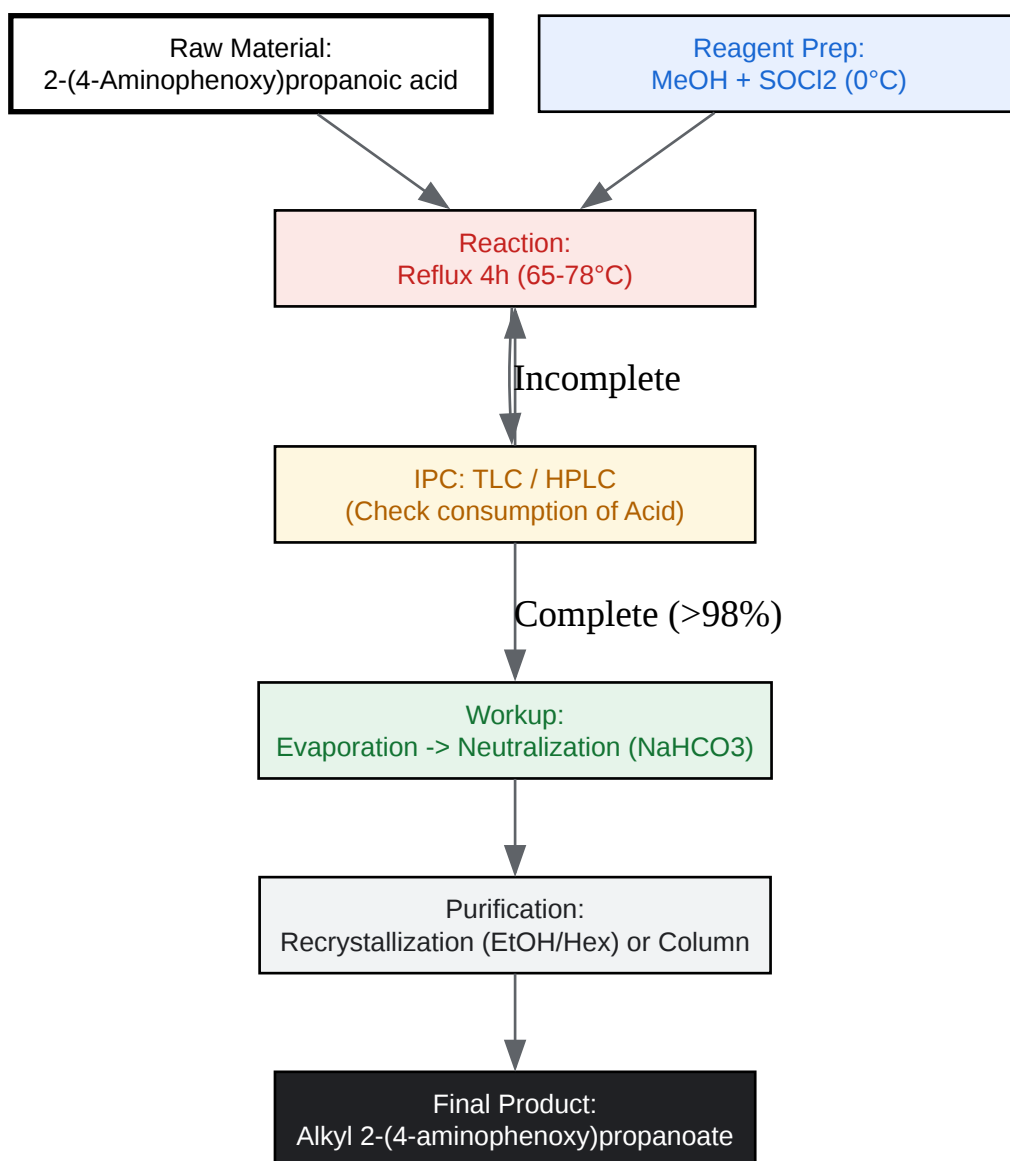 Raw Material:
2-(4-Aminophenoxy)propanoic acid
Reagent Prep:
MeOH + SOCl2 (0°C)
Reaction:
Reflux 4h (65-78°C)
Incomplete
IPC: TLC / HPLC
(Check consumption of Acid)
Complete (>98%)
Workup:
Evaporation -> Neutralization (NaHCO3)
Purification:
Recrystallization (EtOH/Hex) or Column
Final Product:
Alkyl 2-(4-aminophenoxy)propanoate